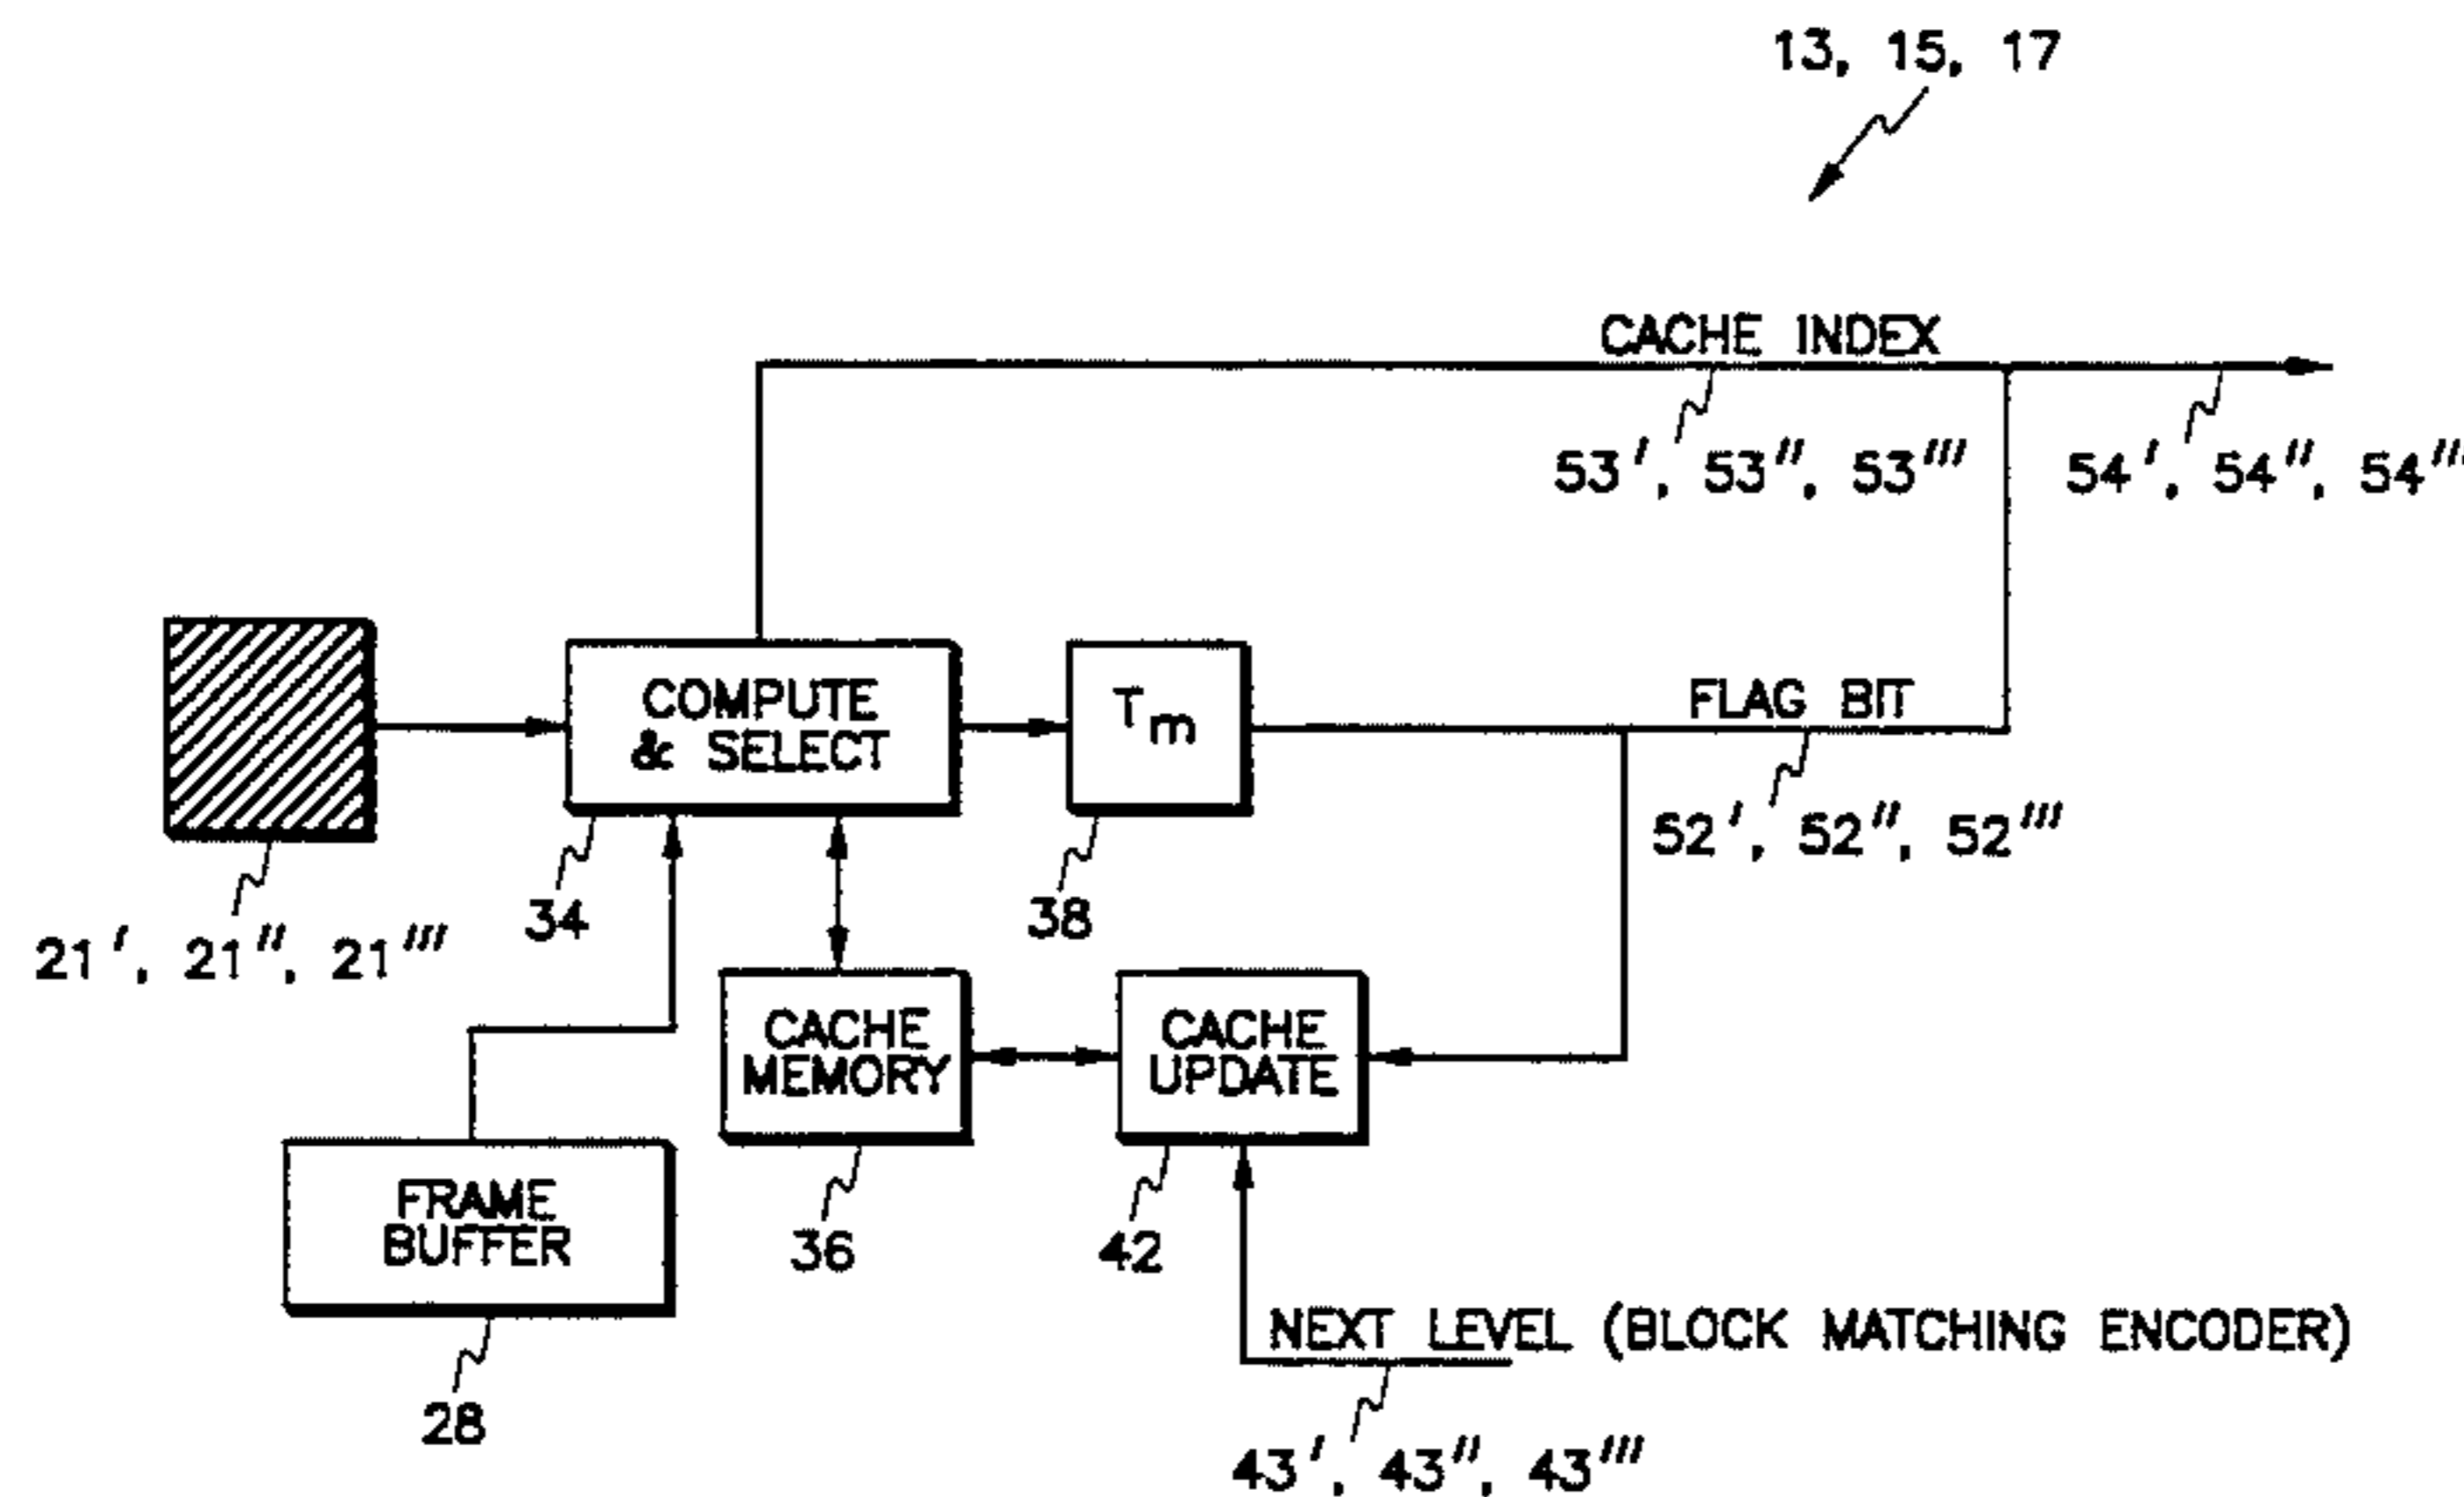 13, 15, 17
CACHE INDEX
53', 53'', 53'''
54', 54'', 54'''
COMPUTE
& SELECT
Tm
FLAG BIT
52', 52'', 52'''
34
38
21', 21'', 21'''
CACHE
MEMORY
CACHE
UPDATE
FRAME
BUFFER
36
42
NEXT LEVEL (BLOCK MATCHING ENCODER)
28
43', 43'', 43'''